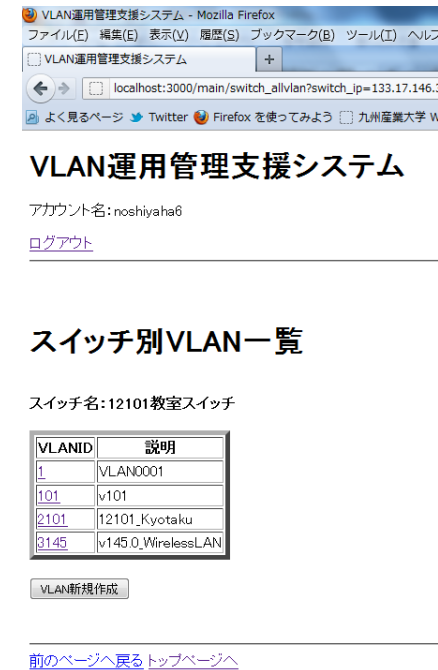 VLAN運用管理支援システム - Mozilla Firefox
ファイル(F) 編集(E) 表示(V) 履歴(S) ブックマーク(B) ツール(T) ヘルプ
VLAN運用管理支援システム +
localhost:3000/main/switch_allvlan?switch_ip=133.17.146.
よく見るページ Twitter Firefox を使ってみよう 九州産業大学
VLAN運用管理支援システム
アカウント名:noshiyaha6
ログアウト
スイッチ別VLAN一覧
スイッチ名:12101教室スイッチ
VLANID 説明
1 VLAN0001
101 v101
2101 12101_Kyotaku
3145 v145.0_WirelessLAN
VLAN新規作成
前のページへ戻る トップページへ